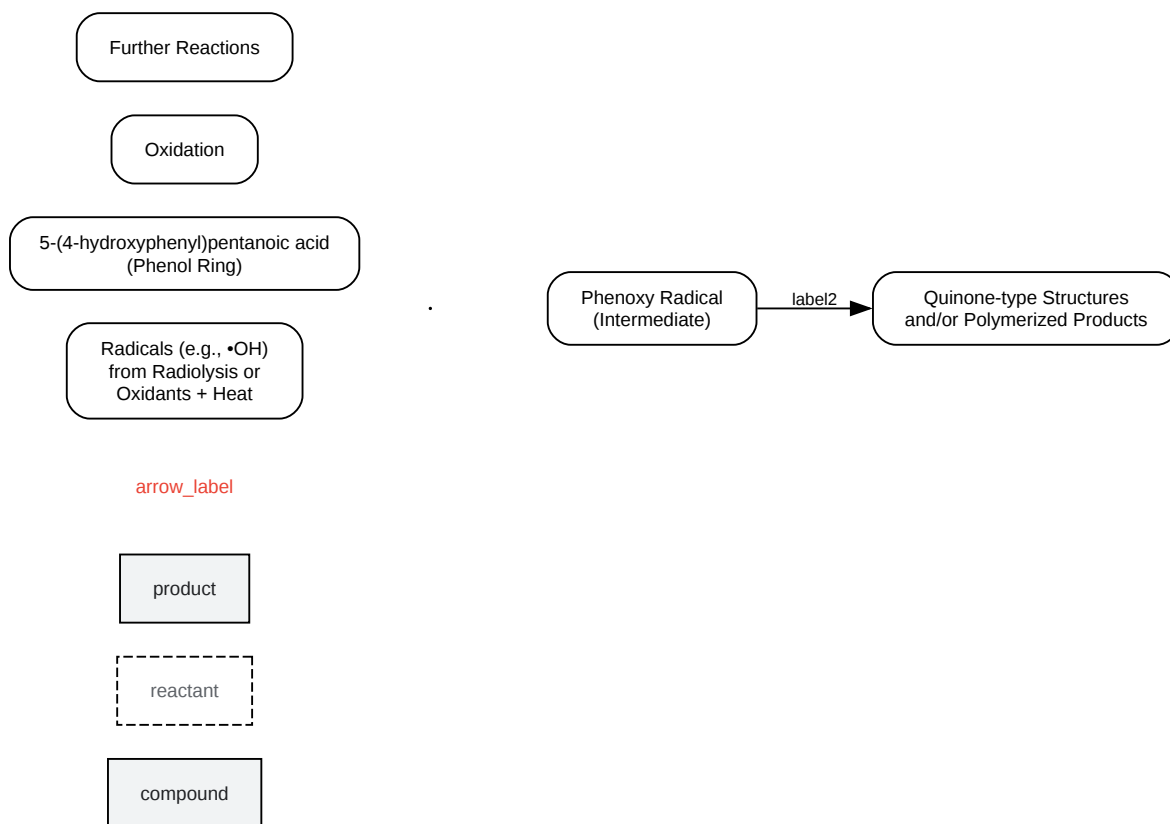 Further Reactions
Oxidation
5-(4-hydroxyphenyl)pentanoic acid
(Phenol Ring)
Phenoxy Radical
(Intermediate)
label2
Quinone-type Structures
and/or Polymerized Products
Radicals (e.g., •OH)
from Radiolysis or
Oxidants + Heat
arrow_label
product
reactant
compound